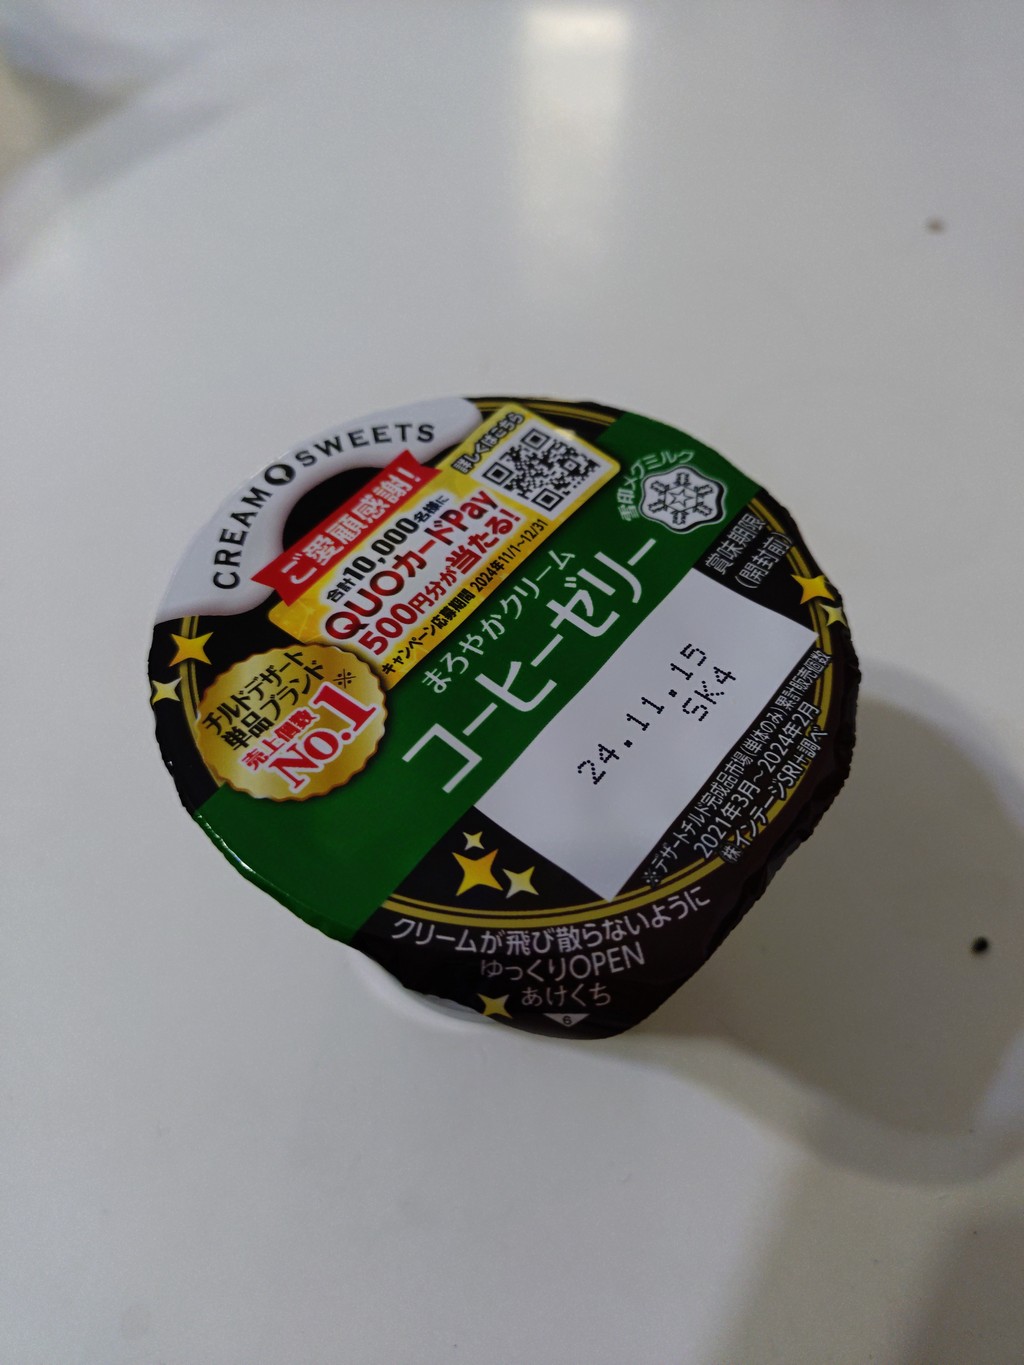 CREAM SWEETS
ご愛顧感謝!
詳しくはこちら
合計10,000名様に
QUOカードPay
500円分が当たる!
キャンペーン応募期間 2024年11/1~12/31
雪印メグミルク
チルドデザート
単品ブランド※
売上個数
No.1
まろやかクリーム
コーヒーゼリー
賞味期限
(開封前)
24.11.15
SK4
※デザートチルド完成品市場(単体のみ)累計販売個数
2021年3月~2024年2月
㈱インテージSRI+調べ
クリームが飛び散らないように
ゆっくりOPEN
あけくち
6